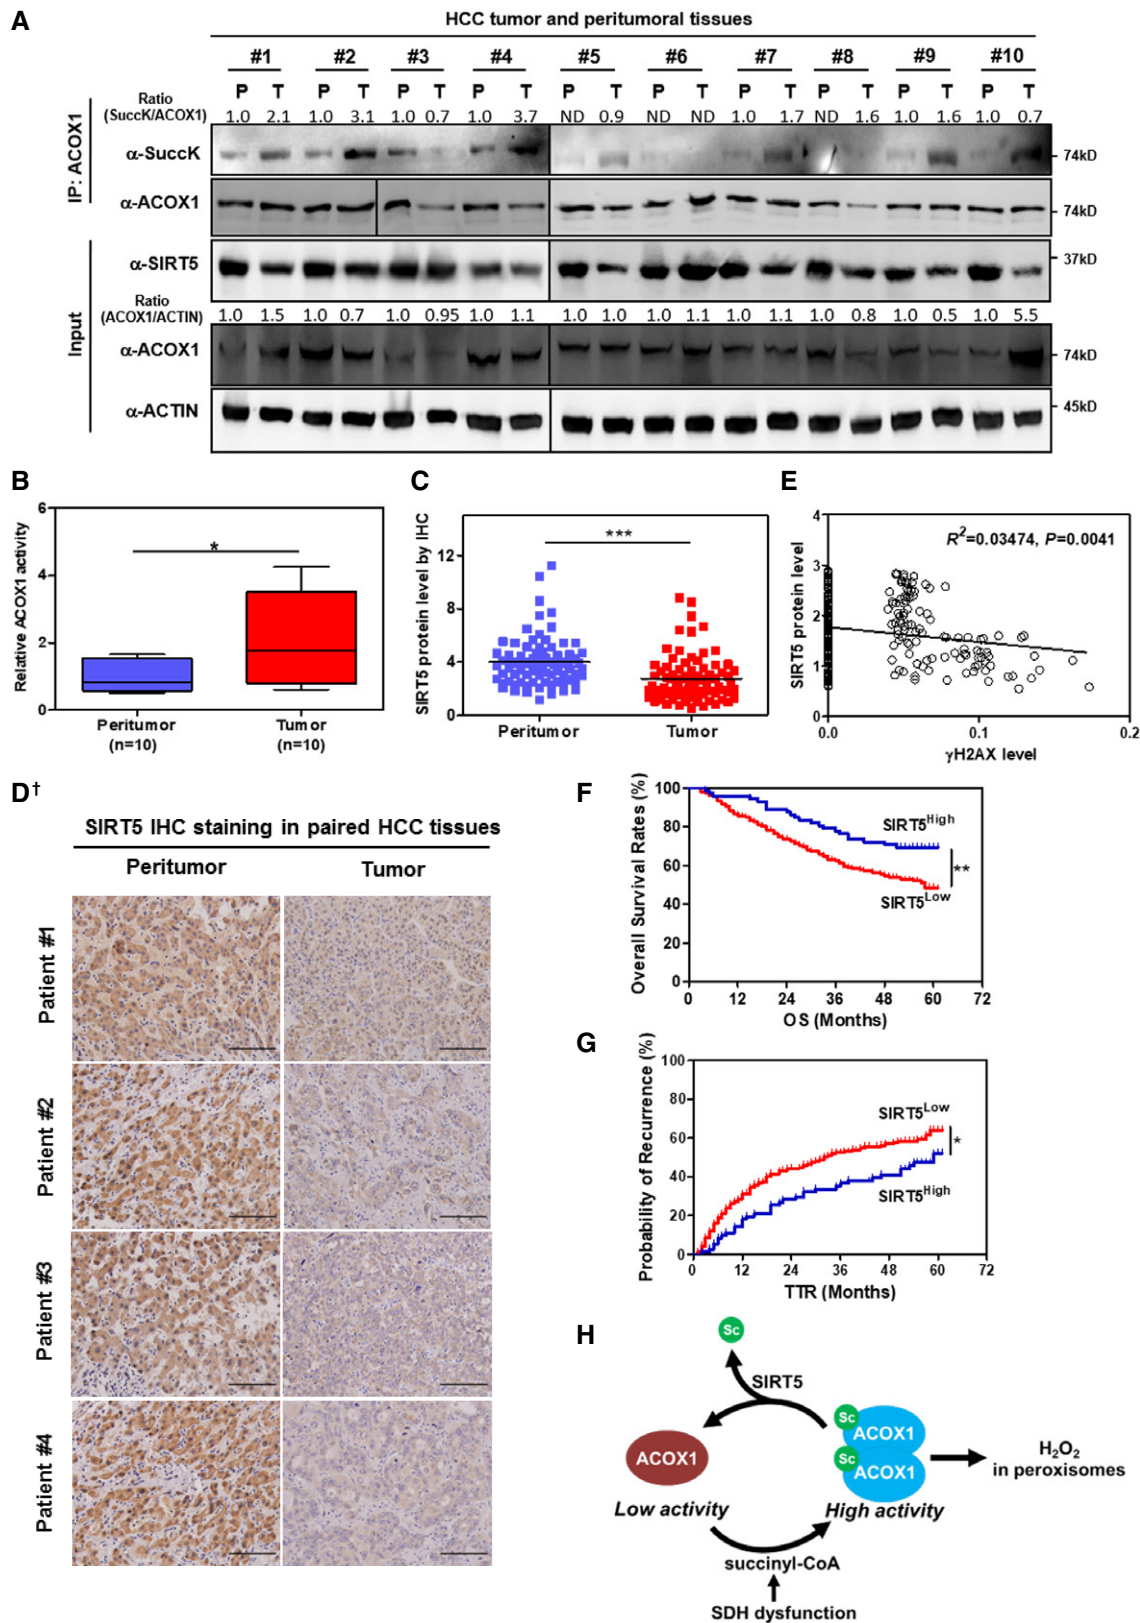 A
HCC tumor and peritumoral tissues
#1 #2 #3 #4 #5 #6 #7 #8 #9 #10
P T P T P T P T P T P T P T P T P T P T
Ratio
(SuccK/ACOX1)
1.0 2.1 1.0 3.1 1.0 0.7 1.0 3.7 ND 0.9 ND ND 1.0 1.7 ND 1.6 1.0 1.6 1.0 0.7
IP: ACOX1
α-SuccK
74kD
α-ACOX1
74kD
Input
α-SIRT5
37kD
Ratio
(ACOX1/ACTIN)
1.0 1.5 1.0 0.7 1.0 0.95 1.0 1.1 1.0 1.0 1.0 1.1 1.0 1.1 1.0 0.8 1.0 0.5 1.0 5.5
α-ACOX1
74kD
α-ACTIN
45kD
B
Relative ACOX1 activity
6
4
2
0
*
Peritumor
(n=10)
Tumor
(n=10)
C
SIRT5 protein level by IHC
12
8
4
0
***
Peritumor
Tumor
E
SIRT5 protein level
4
3
2
1
0
R²=0.03474, P=0.0041
0.0 0.1 0.2
γH2AX level
D†
SIRT5 IHC staining in paired HCC tissues
Peritumor Tumor
Patient #1
Patient #2
Patient #3
Patient #4
F
Overall Survival Rates (%)
100
80
60
40
20
0
SIRT5High
**
SIRT5Low
0 12 24 36 48 60 72
OS (Months)
G
Probability of Recurrence (%)
100
80
60
40
20
0
SIRT5Low
*
SIRT5High
0 12 24 36 48 60 72
TTR (Months)
H
Sc
SIRT5
Sc
ACOX1
Sc
ACOX1
ACOX1
H₂O₂
in peroxisomes
Low activity
High activity
succinyl-CoA
SDH dysfunction